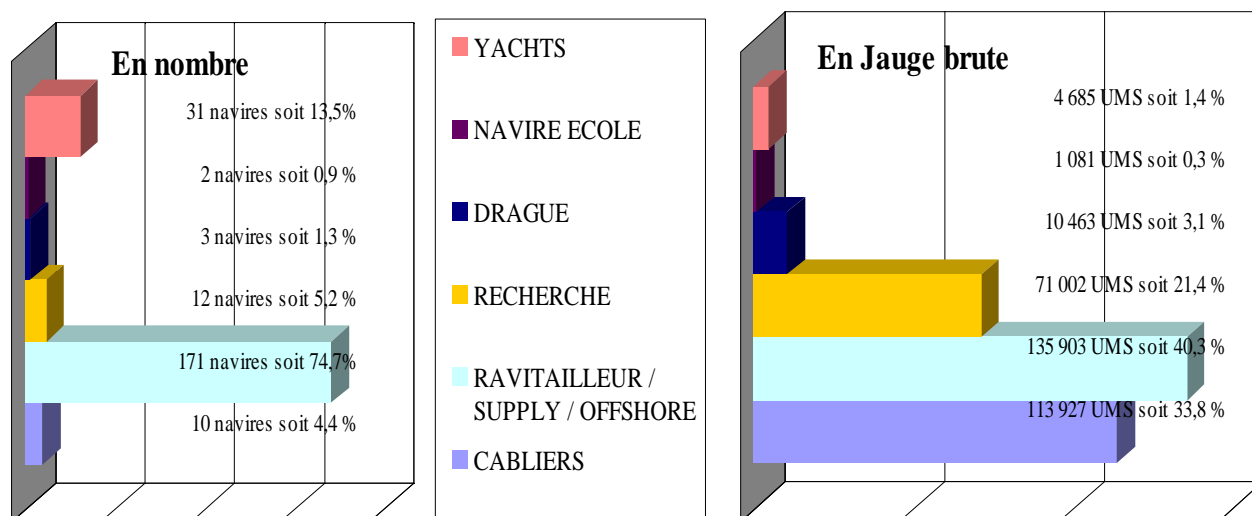 En nombre
31 navires soit 13,5%
2 navires soit 0,9 %
3 navires soit 1,3 %
12 navires soit 5,2 %
171 navires soit 74,7%
10 navires soit 4,4 %
YACHTS
NAVIRE ECOLE
DRAGUE
RECHERCHE
RAVITAILLEUR /
SUPPLY / OFFSHORE
CABLIERS
En Jauge brute
4 685 UMS soit 1,4 %
1 081 UMS soit 0,3 %
10 463 UMS soit 3,1 %
71 002 UMS soit 21,4 %
135 903 UMS soit 40,3 %
113 927 UMS soit 33,8 %